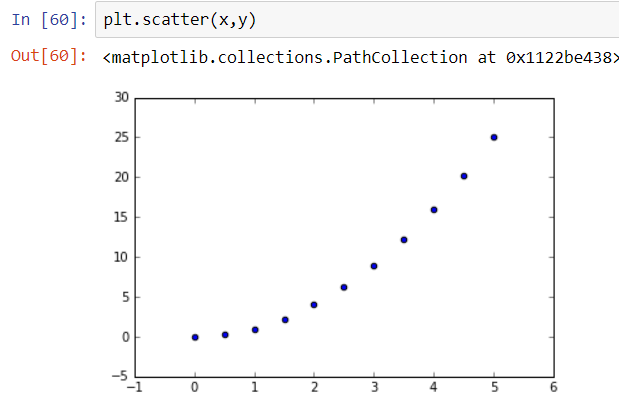 In [60]: plt.scatter(x,y)
Out[60]: <matplotlib.collections.PathCollection at 0x1122be438>
30
25
20
15
10
5
0
−5
−1 0 1 2 3 4 5 6